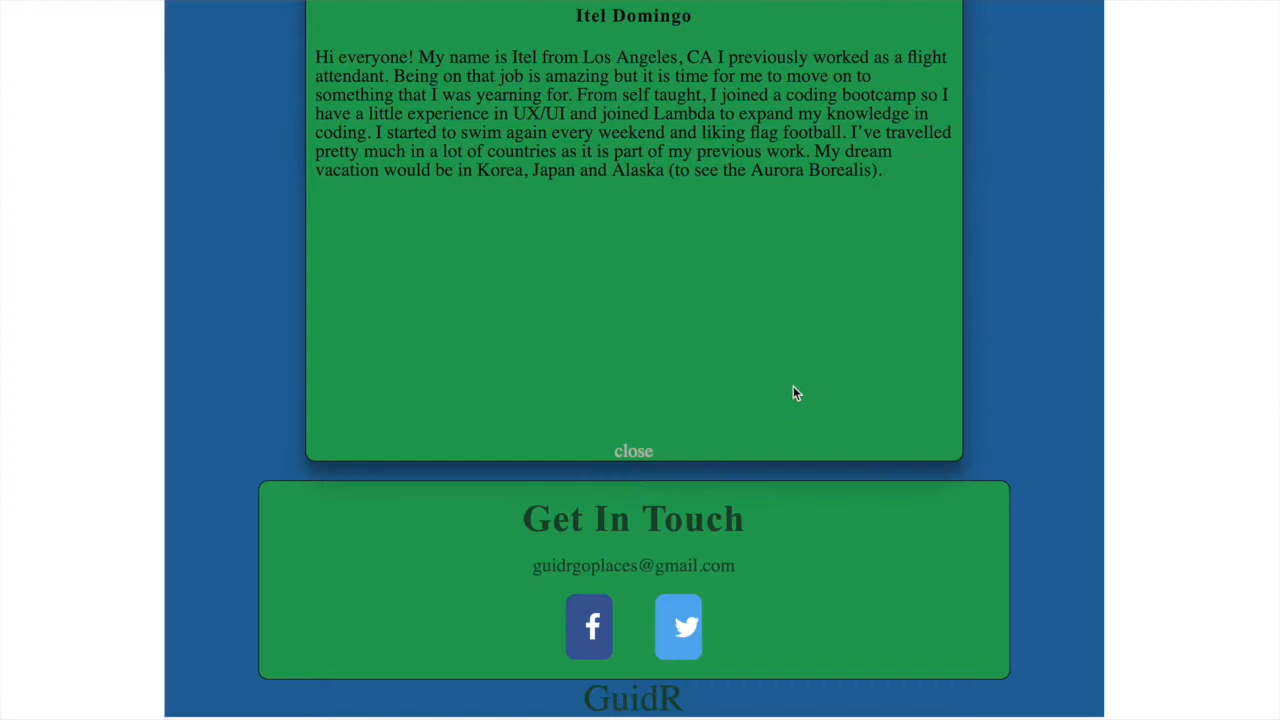 Itel Domingo
Hi everyone! My name is Itel from Los Angeles, CA I previously worked as a flight
attendant. Being on that job is amazing but it is time for me to move on to
something that I was yearning for. From self taught, I joined a coding bootcamp so I
have a little experience in UX/UI and joined Lambda to expand my knowledge in
coding. I started to swim again every weekend and liking flag football. I’ve travelled
pretty much in a lot of countries as it is part of my previous work. My dream
vacation would be in Korea, Japan and Alaska (to see the Aurora Borealis).
close
Get In Touch
guidrgoplaces@gmail.com
GuidR